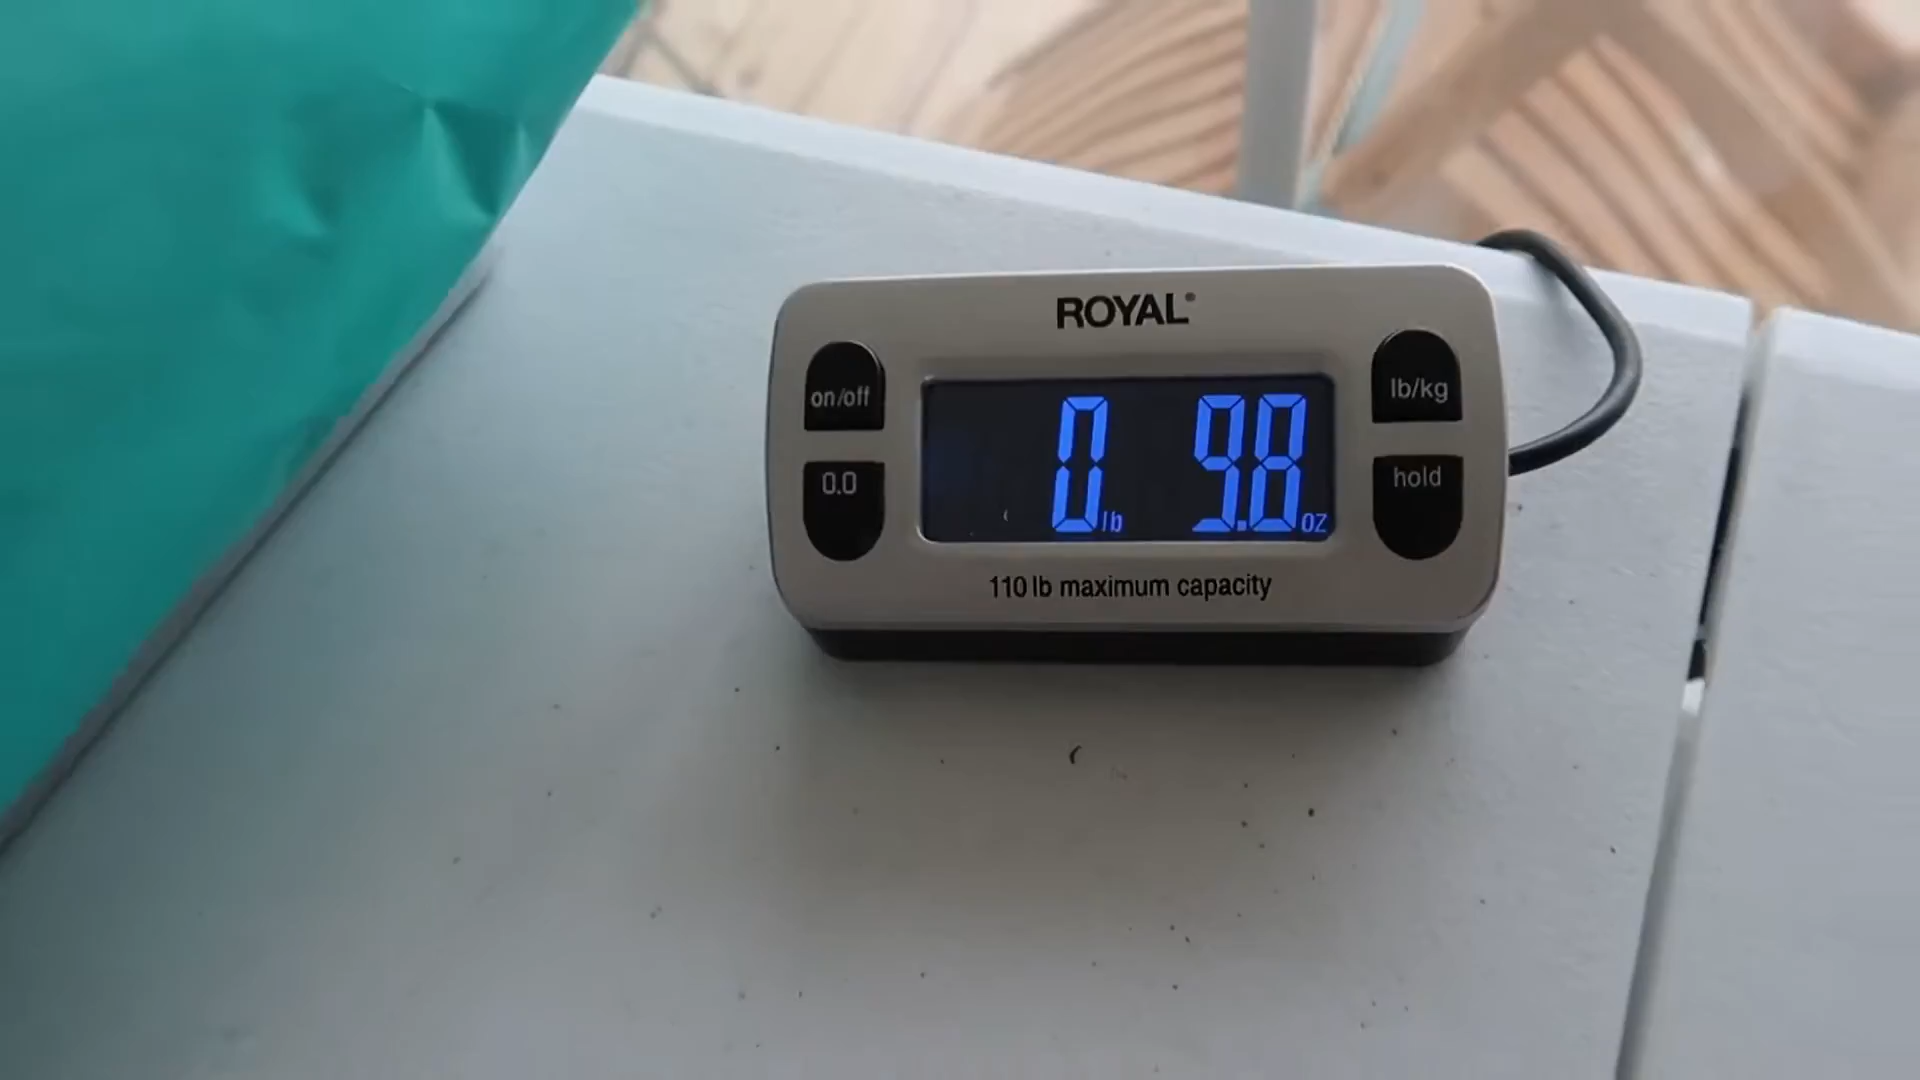 ROYAL®
on/off
lb/kg
0 lb 9.8 oz
0.0
hold
110 lb maximum capacity